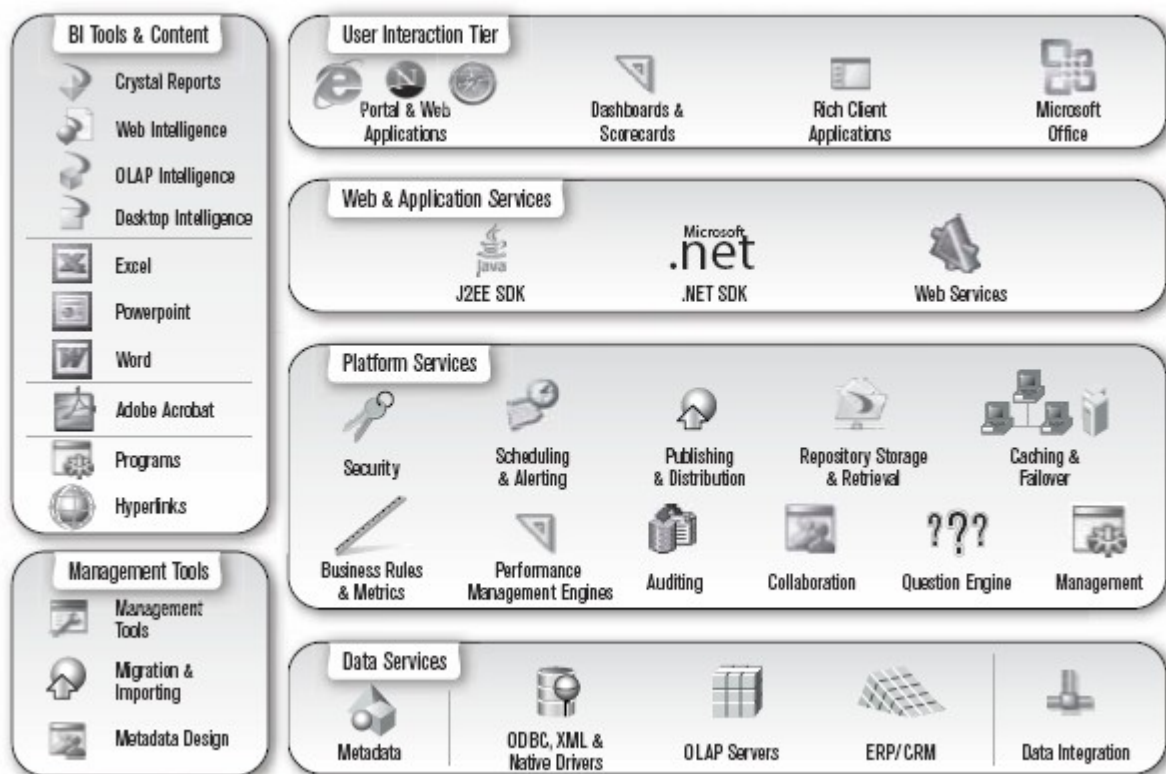 BI Tools & Content
Crystal Reports
Web Intelligence
OLAP Intelligence
Desktop Intelligence
Excel
Powerpoint
Word
Adobe Acrobat
Programs
Hyperlinks
Management Tools
Management
Tools
Migration &
Importing
Metadata Design
User Interaction Tier
N
Portal & Web
Applications
Dashboards &
Scorecards
Rich Client
Applications
Microsoft
Office
Web & Application Services
java
J2EE SDK
Microsoft
.net
.NET SDK
Web Services
Platform Services
Security
Scheduling
& Alerting
Publishing
& Distribution
Repository Storage
& Retrieval
Caching &
Failover
Business Rules
& Metrics
Performance
Management Engines
Auditing
Collaboration
???
Question Engine
Management
Data Services
Metadata
ODBC, XML &
Native Drivers
OLAP Servers
ERP/CRM
Data Integration